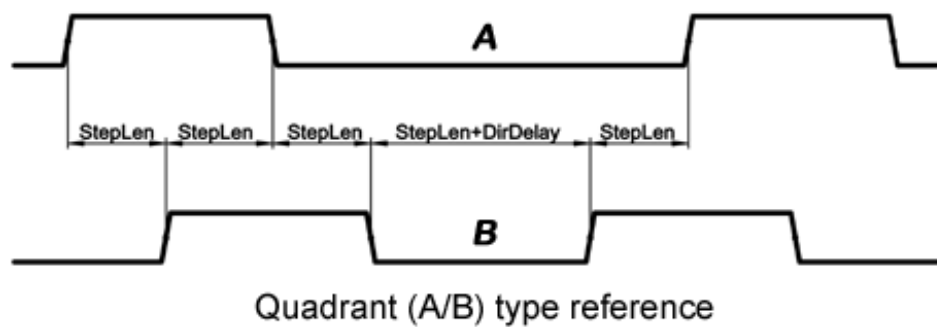 A
StepLen StepLen StepLen StepLen+DirDelay StepLen
B
Quadrant (A/B) type reference